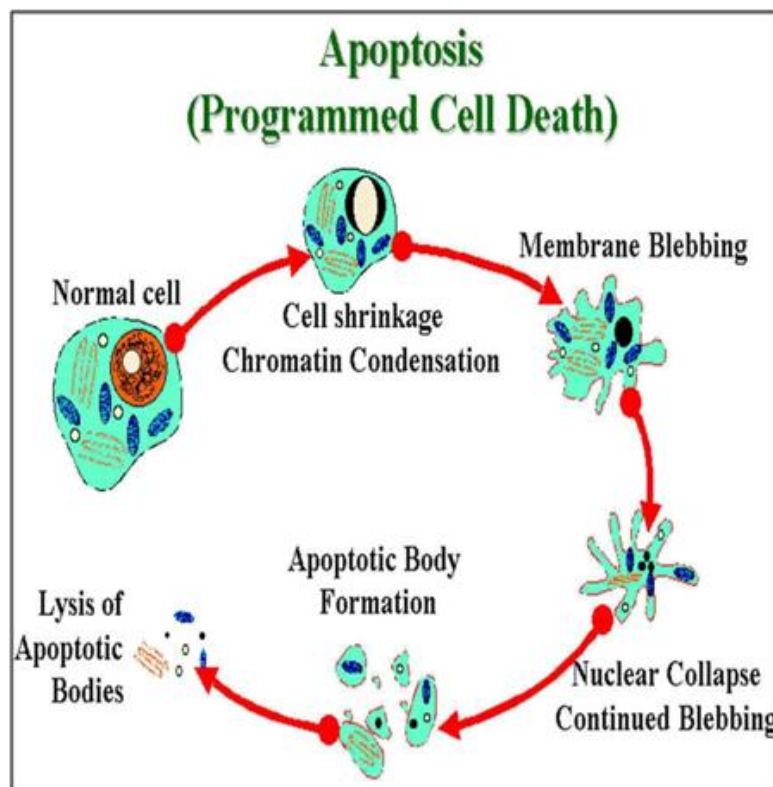 Apoptosis
(Programmed Cell Death)
Normal cell
Cell shrinkage
Chromatin Condensation
Membrane Blebbing
Nuclear Collapse
Continued Blebbing
Apoptotic Body
Formation
Lysis of
Apoptotic
Bodies